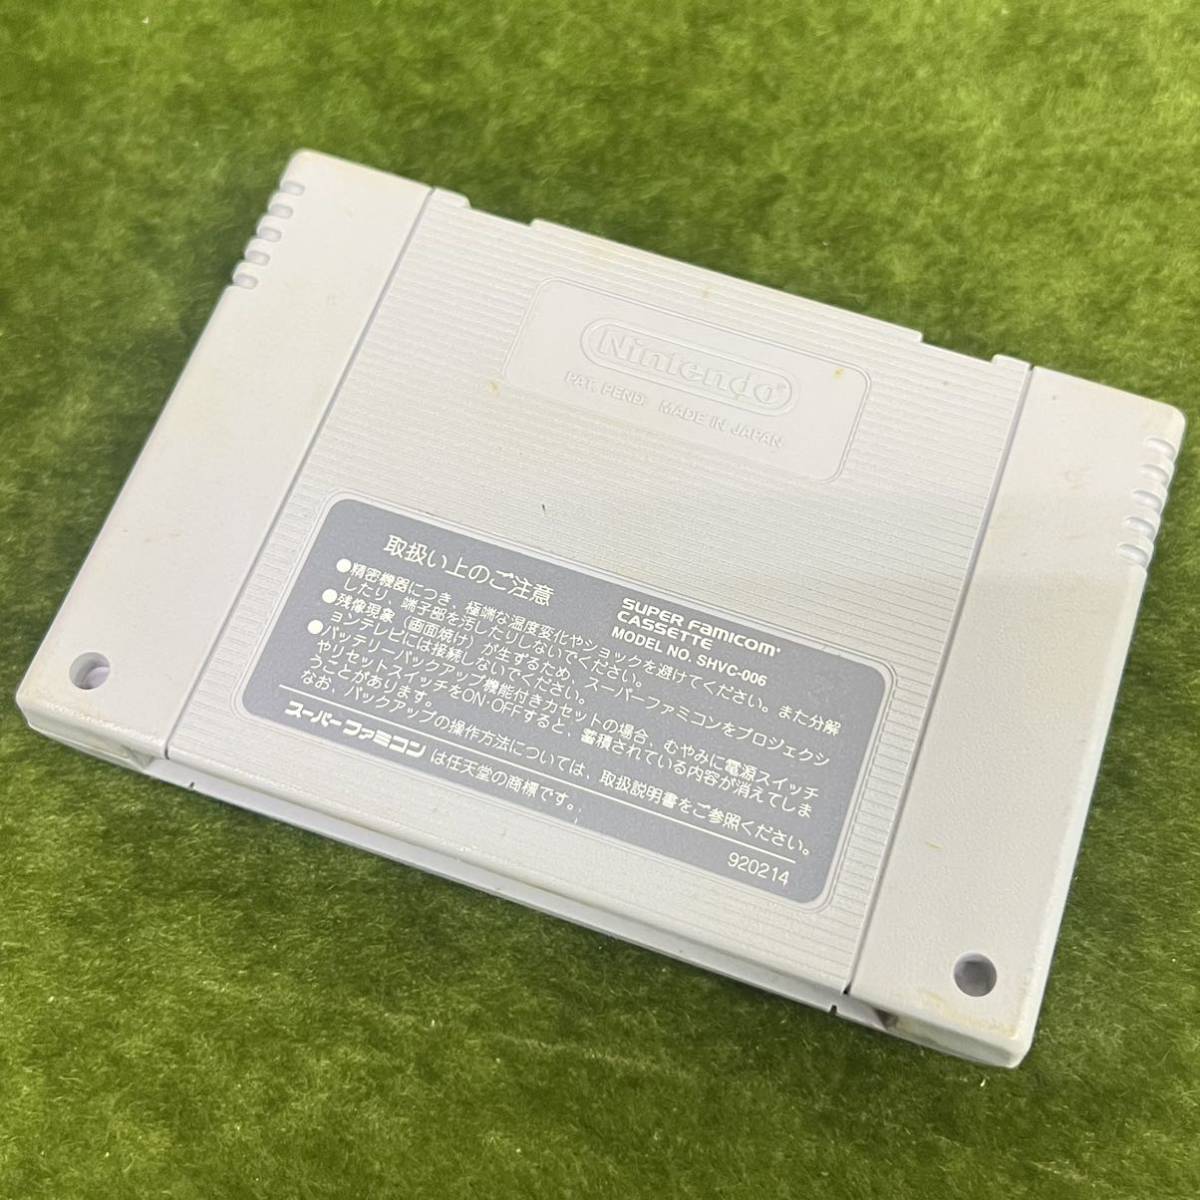 Nintendo®
PAT. PEND. MADE IN JAPAN
取扱い上のご注意
SUPER FAMICOM®
CASSETTE
MODEL NO. SHVC-006
●精密機器につき、極端な温度変化やショックを避けてください。また分解
したり、端子部を汚したりしないでください。
●残像現象(画面焼け)が生ずるため、スーパーファミコンをプロジェクシ
ョンテレビには接続しないでください。
●バッテリーバックアップ機能付きカセットの場合、むやみに電源スイッチ
やリセットスイッチをON・OFFすると、蓄積されている内容が消えてしま
うことがあります。
なお、バックアップの操作方法については、取扱説明書をご参照ください。
スーパーファミコン は任天堂の商標です。
920214